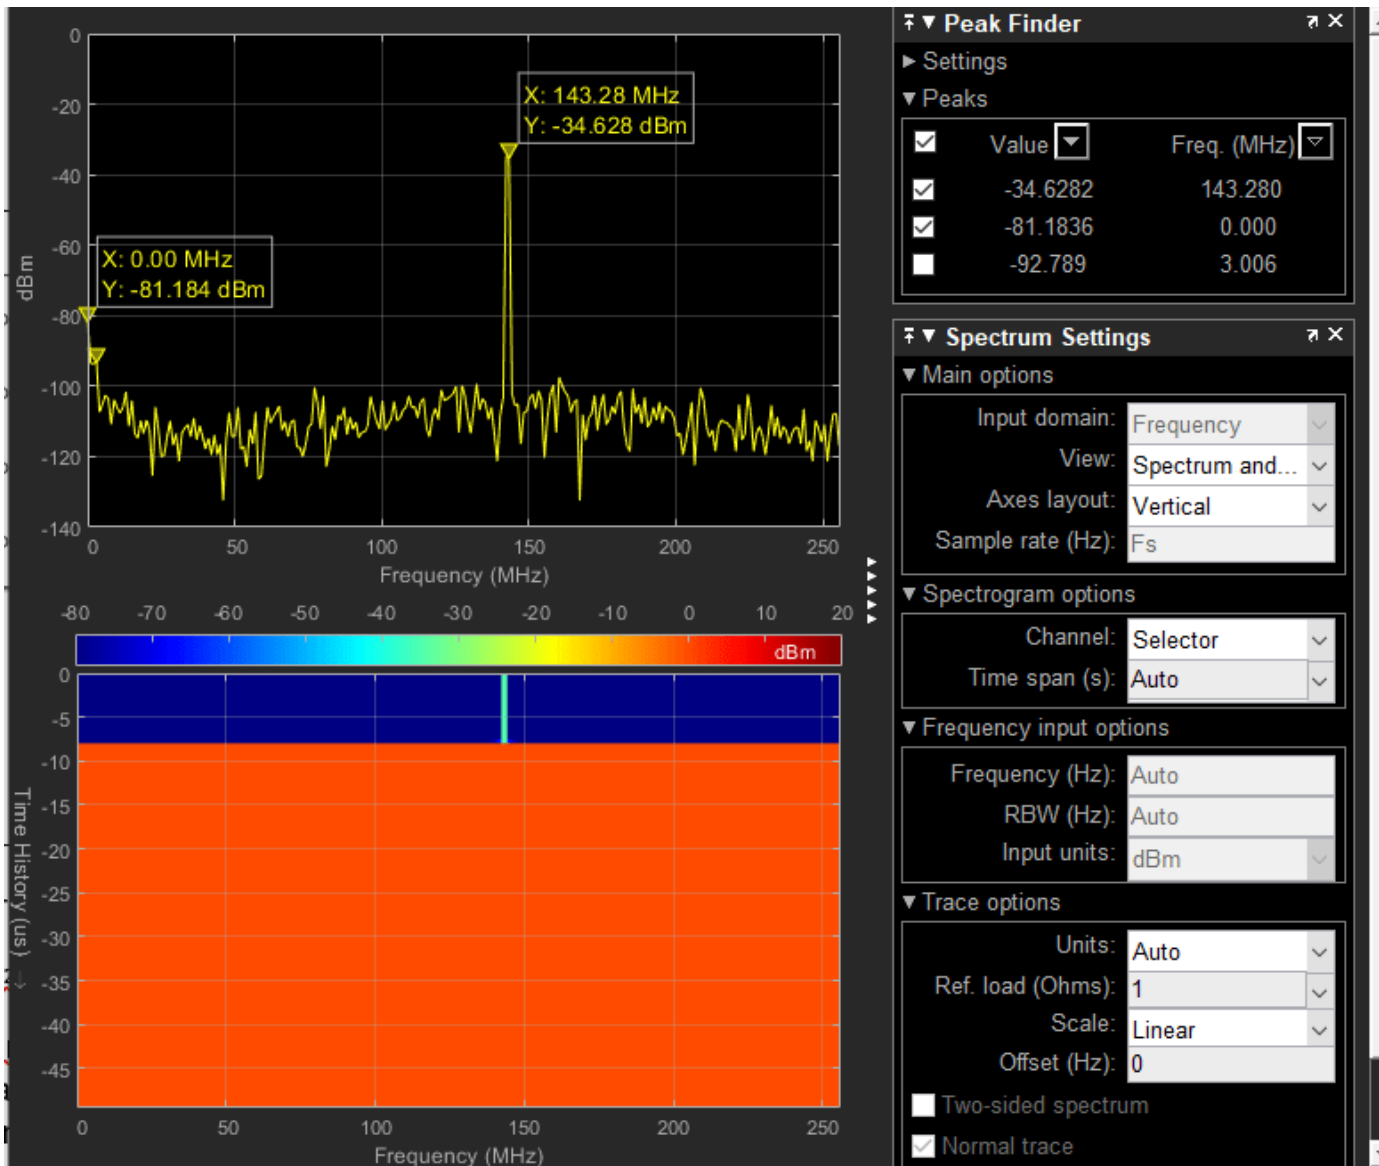 0
-20
-40
-60
-80
-100
-120
-140
dBm
X: 143.28 MHz
Y: -34.628 dBm
X: 0.00 MHz
Y: -81.184 dBm
0 50 100 150 200 250
Frequency (MHz)
-80 -70 -60 -50 -40 -30 -20 -10 0 10 20
dBm
0
-5
-10
-15
-20
-25
-30
-35
-40
-45
Time History (us) →
0 50 100 150 200 250
Frequency (MHz)
Peak Finder
Settings
Peaks
Value Freq. (MHz)
-34.6282 143.280
-81.1836 0.000
-92.789 3.006
Spectrum Settings
Main options
Input domain: Frequency
View: Spectrum and...
Axes layout: Vertical
Sample rate (Hz): Fs
Spectrogram options
Channel: Selector
Time span (s): Auto
Frequency input options
Frequency (Hz): Auto
RBW (Hz): Auto
Input units: dBm
Trace options
Units: Auto
Ref. load (Ohms): 1
Scale: Linear
Offset (Hz): 0
Two-sided spectrum
Normal trace